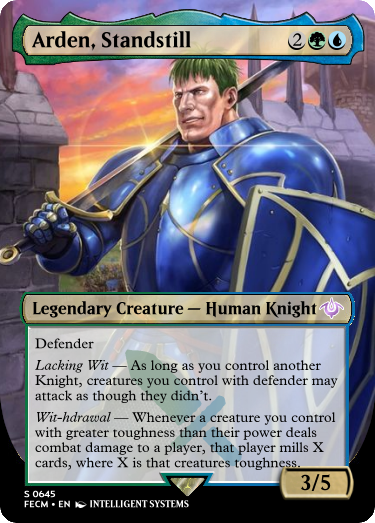 Arden, Standstill 2
Legendary Creature — Human Knight
Defender
Lacking Wit — As long as you control another
Knight, creatures you control with defender may
attack as though they didn't.
Wit-hdrawal — Whenever a creature you control
with greater toughness than their power deals
combat damage to a player, that player mills X
cards, where X is that creatures toughness.
3/5
S 0645
FECM • EN INTELLIGENT SYSTEMS